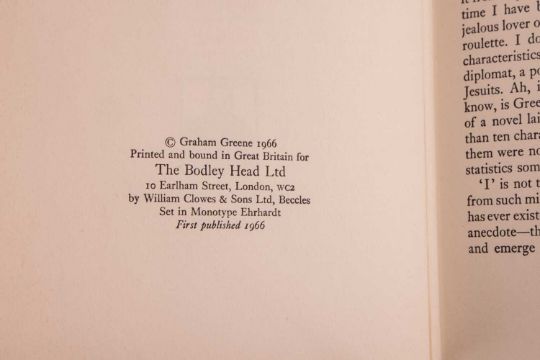 © Graham Greene 1966
Printed and bound in Great Britain for
The Bodley Head Ltd
10 Earlham Street, London, WC2
by William Clowes & Sons Ltd, Beccles
Set in Monotype Ehrhardt
First published 1966
time I have
jealous lover o
roulette. I do
characteristics
diplomat, a po
Jesuits. Ah, i
know, is Gree
of a novel lai
than ten chara
them were no
statistics som
‘I’ is not t
from such mi
has ever exist
anecdote—th
and emerge